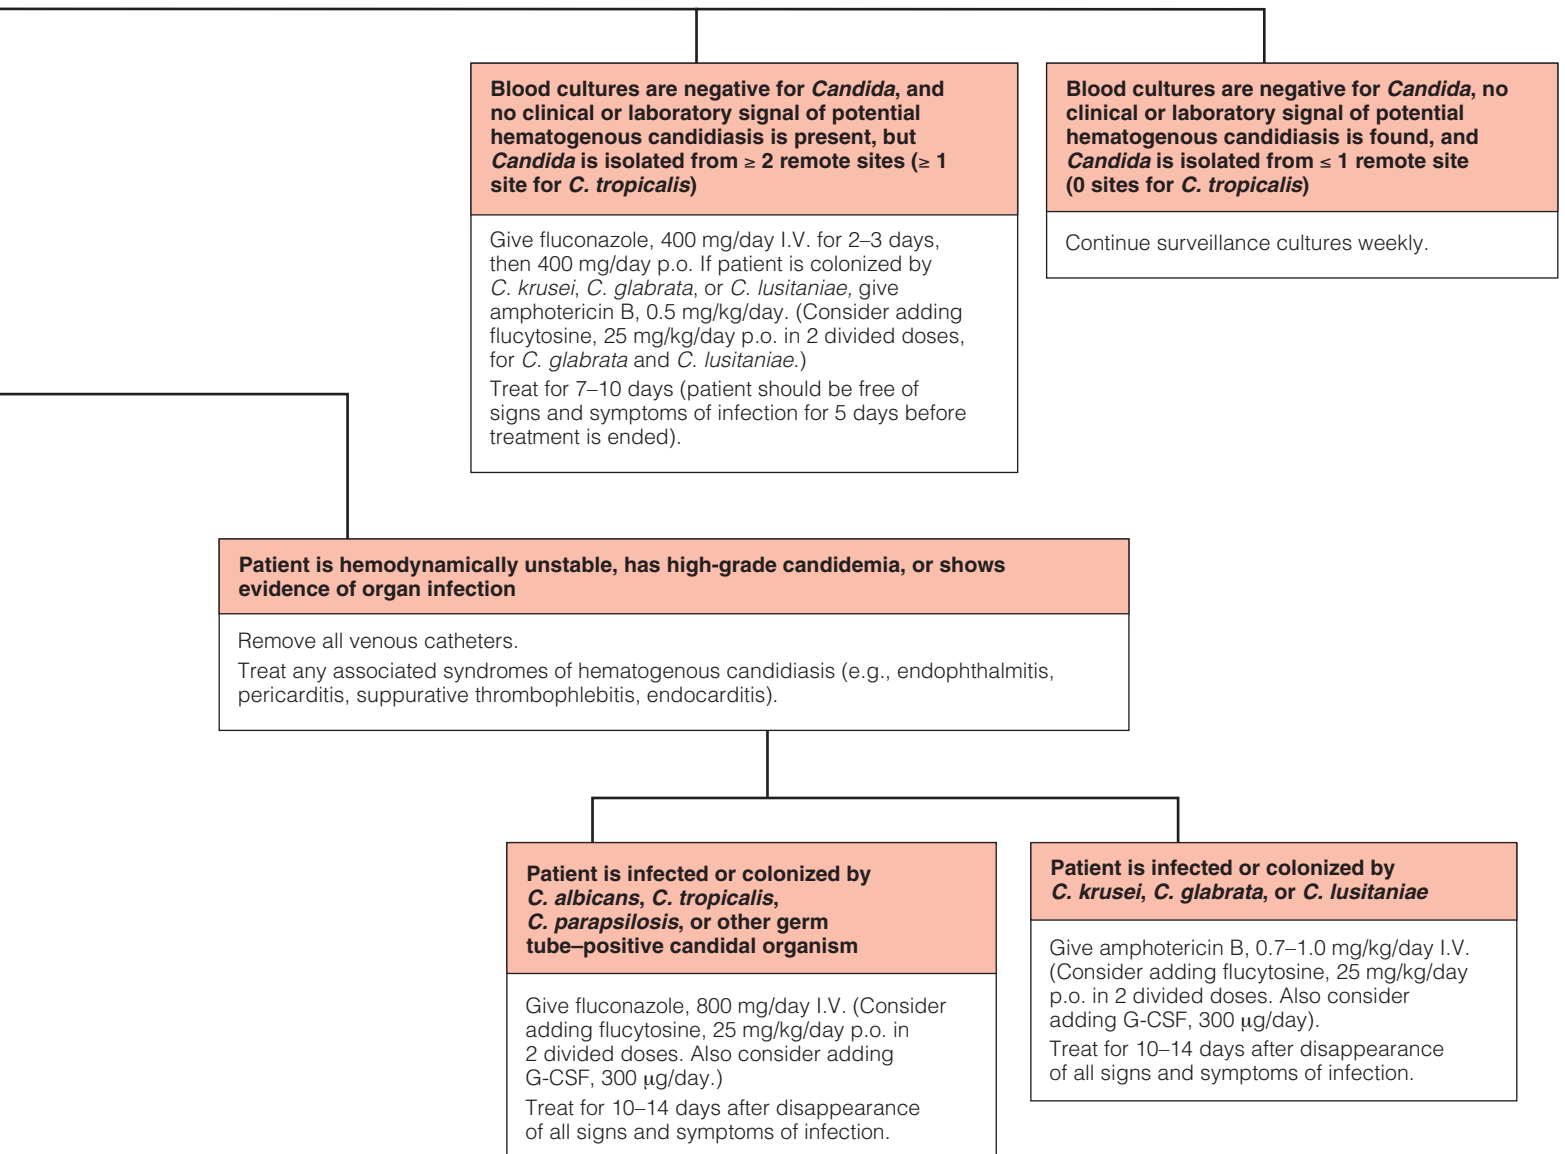 Blood cultures are negative for Candida, and
no clinical or laboratory signal of potential
hematogenous candidiasis is present, but
Candida is isolated from ≥ 2 remote sites (≥ 1
site for C. tropicalis)
Give fluconazole, 400 mg/day I.V. for 2–3 days,
then 400 mg/day p.o. If patient is colonized by
C. krusei, C. glabrata, or C. lusitaniae, give
amphotericin B, 0.5 mg/kg/day. (Consider adding
flucytosine, 25 mg/kg/day p.o. in 2 divided doses,
for C. glabrata and C. lusitaniae.)
Treat for 7–10 days (patient should be free of
signs and symptoms of infection for 5 days before
treatment is ended).
Blood cultures are negative for Candida, no
clinical or laboratory signal of potential
hematogenous candidiasis is found, and
Candida is isolated from ≤ 1 remote site
(0 sites for C. tropicalis)
Continue surveillance cultures weekly.
Patient is hemodynamically unstable, has high-grade candidemia, or shows
evidence of organ infection
Remove all venous catheters.
Treat any associated syndromes of hematogenous candidiasis (e.g., endophthalmitis,
pericarditis, suppurative thrombophlebitis, endocarditis).
Patient is infected or colonized by
C. albicans, C. tropicalis,
C. parapsilosis, or other germ
tube–positive candidal organism
Give fluconazole, 800 mg/day I.V. (Consider
adding flucytosine, 25 mg/kg/day p.o. in
2 divided doses. Also consider adding
G-CSF, 300 μg/day.)
Treat for 10–14 days after disappearance
of all signs and symptoms of infection.
Patient is infected or colonized by
C. krusei, C. glabrata, or C. lusitaniae
Give amphotericin B, 0.7–1.0 mg/kg/day I.V.
(Consider adding flucytosine, 25 mg/kg/day
p.o. in 2 divided doses. Also consider
adding G-CSF, 300 μg/day).
Treat for 10–14 days after disappearance
of all signs and symptoms of infection.